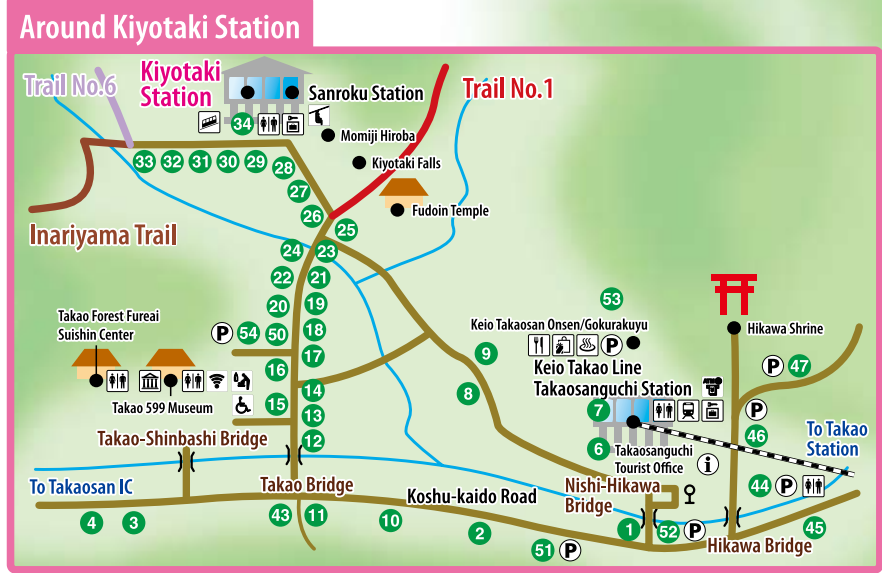 Around Kiyotaki Station
Trail No.6
Kiyotaki
Station
Sanroku Station
Trail No.1
34
Momiji Hiroba
Kiyotaki Falls
33 32 31 30 29 28
27
26
25
Fudoin Temple
Inariyama Trail
24 23
22 21
20 19
18
P 54 50
17
16
15
14
13
12
53
Keio Takaosan Onsen/Gokurakuyu
P
Keio Takao Line
Takaosanguchi Station
ATM
9
8
7
6
Takaosanguchi
Tourist Office
i
Hikawa Shrine
P 47
P
46
To Takao
Station
44 P
45
Takao Forest Fureai
Suishin Center
Takao 599 Museum
Takao-Shinbashi Bridge
To Takaosan IC
Takao Bridge
Koshu-kaido Road
Nishi-Hikawa
Bridge
4 3
43 11
10
2
51 P
1
52 P
Hikawa Bridge